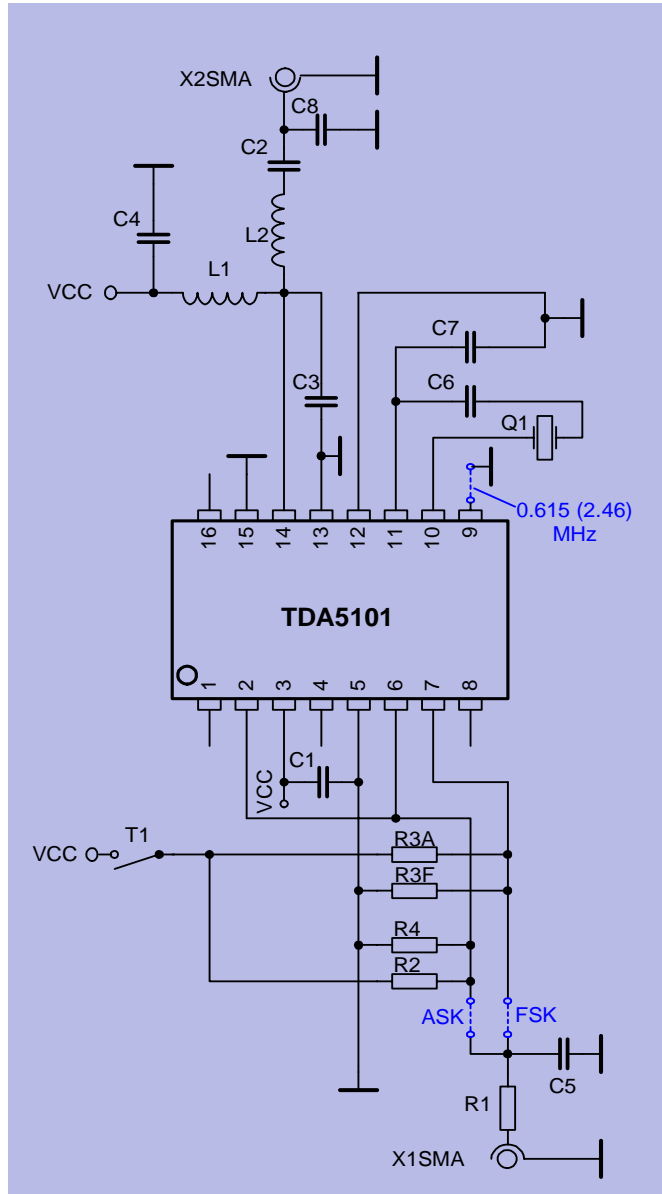 X2SMA
C8
C2
C4
L2
L1
VCC
C7
C3
C6
Q1
0.615 (2.46)
MHz
16 15 14 13 12 11 10 9
TDA5101
1 2 3 4 5 6 7 8
C1
VCC
T1
VCC
R3A
R3F
R4
R2
ASK
FSK
C5
R1
X1SMA